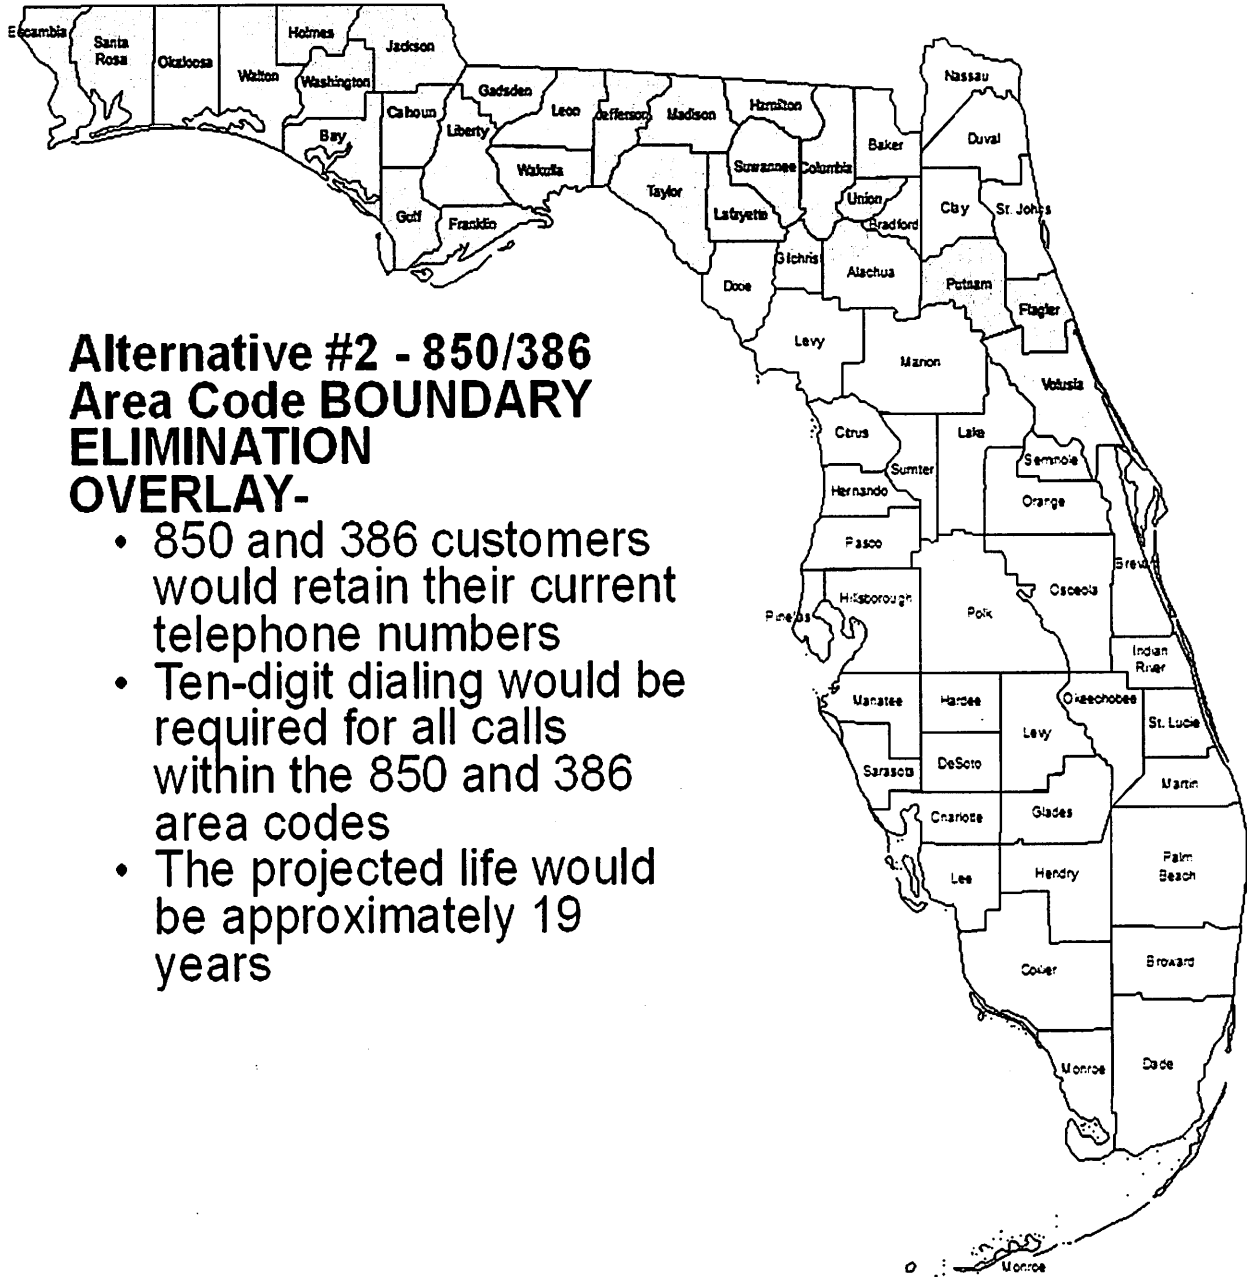 Escambia
Santa
Rosa
Okaloosa
Walton
Holmes
Washington
Jackson
Bay
Calhoun
Gulf
Liberty
Gadsden
Franklin
Leon
Wakulla
Jefferson
Madison
Taylor
Hamilton
Suwannee
Lafayette
Columbia
Dixie
Gilchris
Baker
Union
Bradford
Alachua
Nassau
Duval
Clay
St. Johns
Putnam
Flagler
Levy
Marion
Volusia
Alternative #2 - 850/386
Area Code BOUNDARY
ELIMINATION
OVERLAY-
• 850 and 386 customers
would retain their current
telephone numbers
• Ten-digit dialing would be
required for all calls
within the 850 and 386
area codes
• The projected life would
be approximately 19
years
Citrus
Sumter
Lake
Hernando
Seminole
Orange
Pasco
Pinellas
Hillsborough
Polk
Osceola
Indian
River
Manatee
Hardee
Okeechobee
Levy
St. Lucie
Sarasota
DeSoto
Martin
Charlotte
Glades
Lee
Hendry
Palm
Beach
Collier
Broward
Monroe
Dade
Monroe